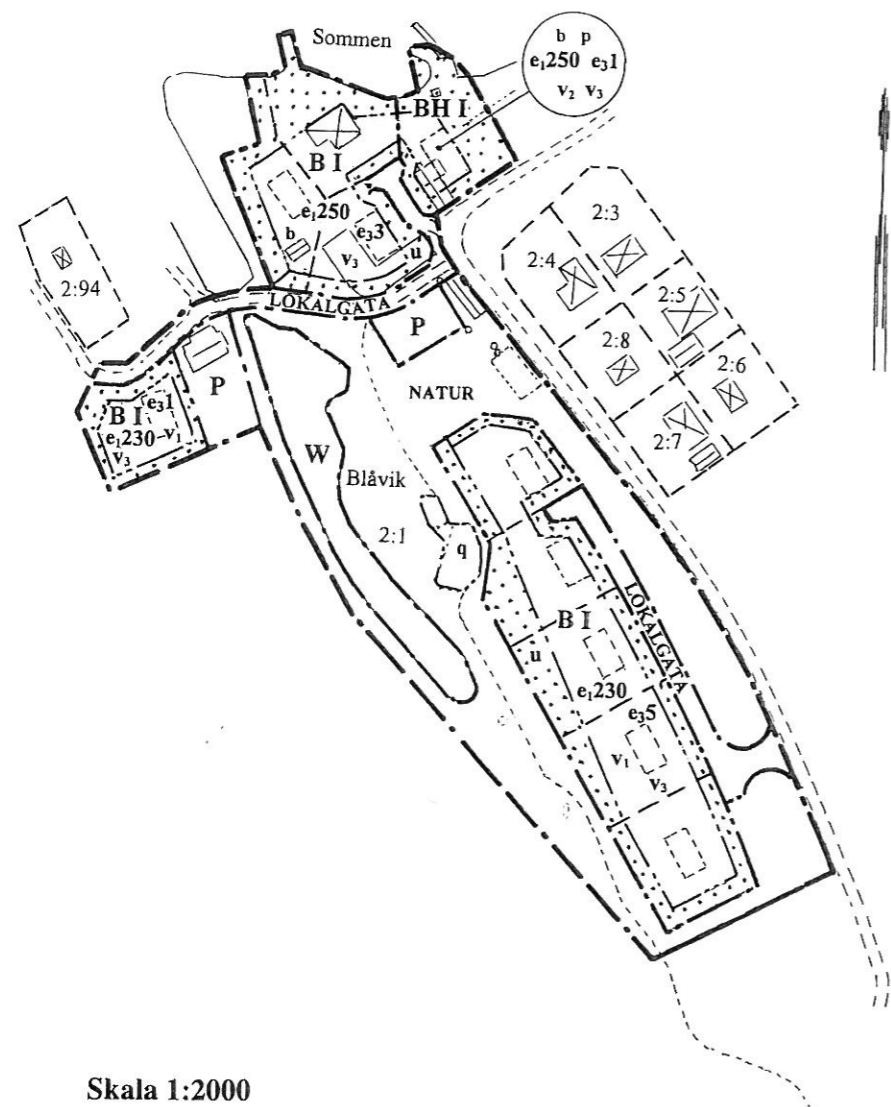 Sommen
b p
e₁250 e₃1
v₂ v₃
BH I
B I
e₁250
b
e₃3
v₃
u
LOKALGATA
P
2:94
2:3
2:4
2:5
2:8
2:6
2:7
P
B I
e₃1
e₁230
v₁
v₃
NATUR
W
Blåvik
2:1
q
LOKALGATA
B I
u
e₁230
e₃5
v₁
v₃
Skala 1:2000